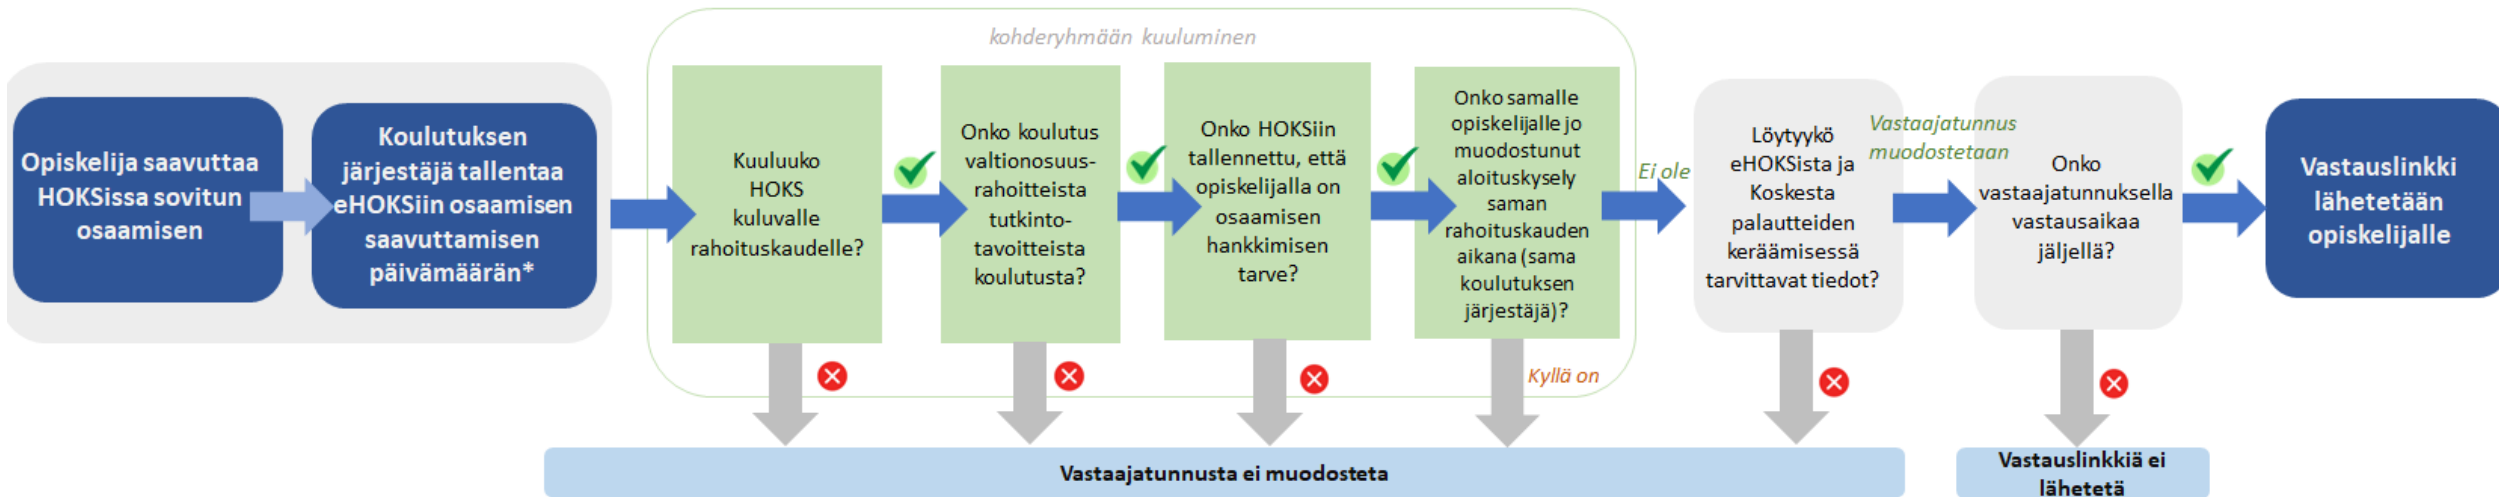 kohderyhmään kuuluminen
Opiskelija saavuttaa
HOKSissa sovitun
osaamisen
Koulutuksen
järjestäjä tallentaa
eHOKSiin osaamisen
saavuttamisen
päivämäärän*
Kuuluuko
HOKS
kuluvalle
rahoituskaudelle?
Onko koulutus
valtionosuus-
rahoitteista
tutkinto-
tavoitteista
koulutusta?
Onko HOKSiin
tallennettu, että
opiskelijalla on
osaamisen
hankkimisen
tarve?
Onko samalle
opiskelijalle jo
muodostunut
aloituskysely
saman
rahoituskauden
aikana (sama
koulutuksen
järjestäjä)?
Ei ole
Kyllä on
Löytyykö
eHOKSista ja
Koskesta
palautteiden
keräämisessä
tarvittavat tiedot?
Vastaajatunnus
muodostetaan
Onko
vastaajatunnuksella
vastausaikaa
jäljellä?
Vastauslinkki
lähetetään
opiskelijalle
Vastaajatunnusta ei muodosteta
Vastauslinkkiä ei
lähetetä